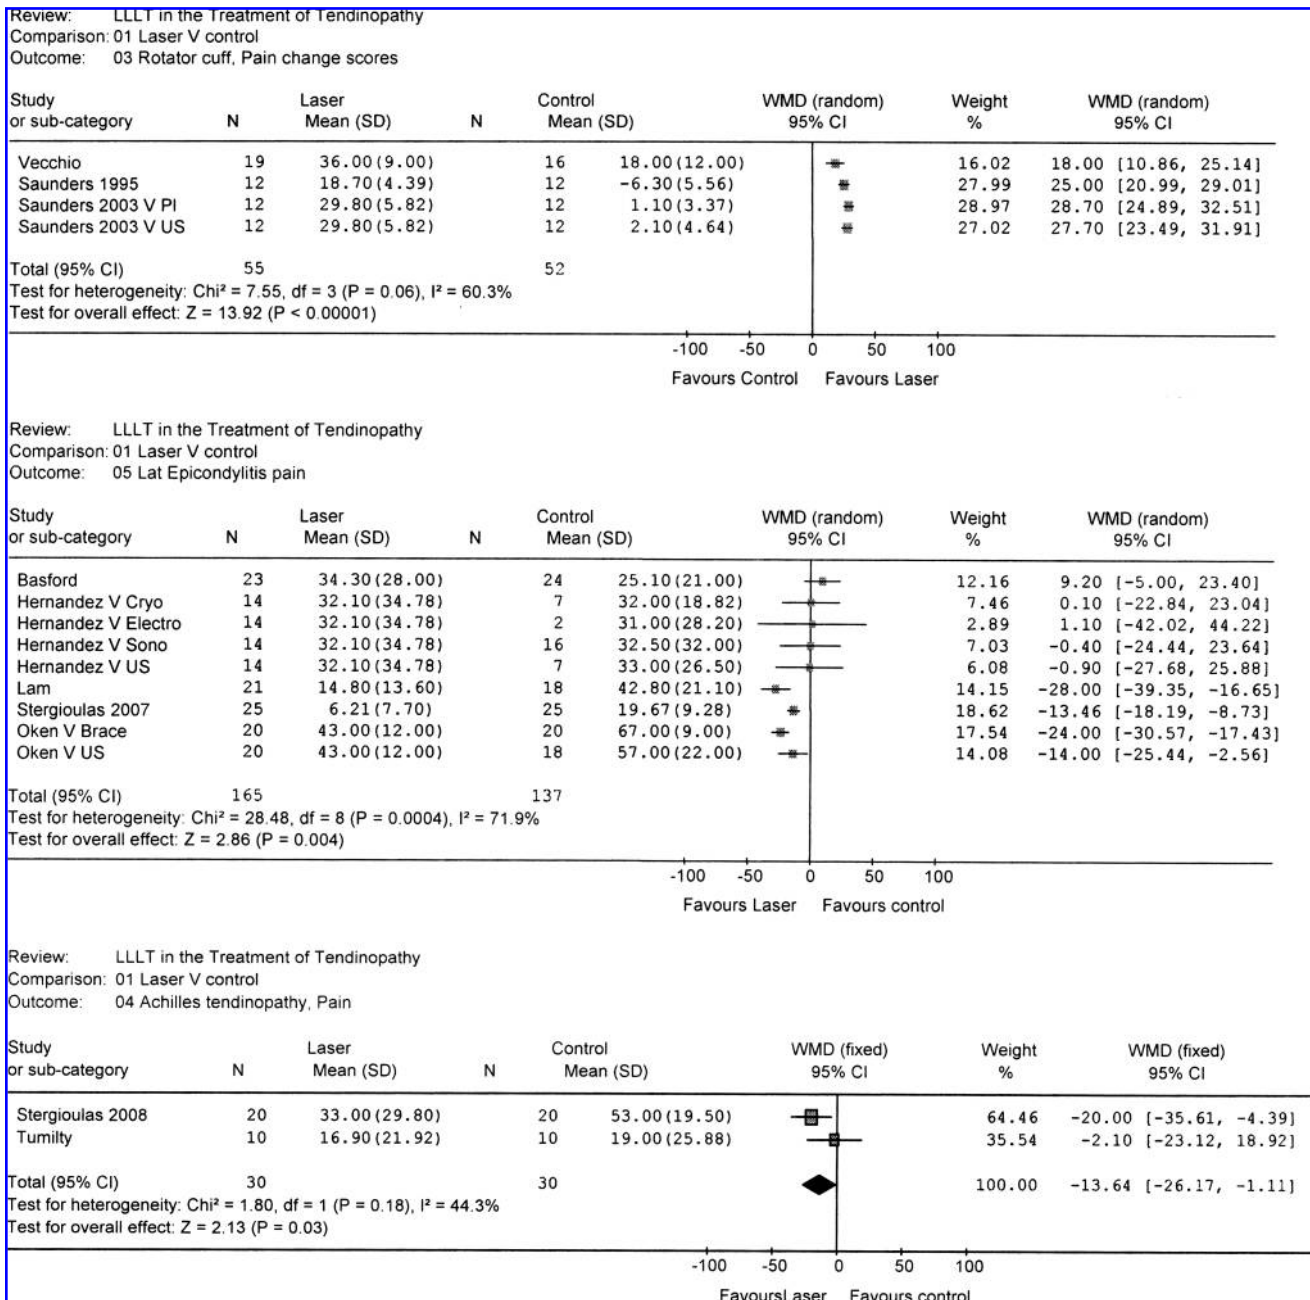 Review: LLLT in the Treatment of Tendinopathy
Comparison: 01 Laser V control
Outcome: 03 Rotator cuff, Pain change scores
Study Laser Control WMD (random) Weight WMD (random)
or sub-category N Mean (SD) N Mean (SD) 95% CI % 95% CI
Vecchio 19 36.00(9.00) 16 18.00(12.00) 16.02 18.00 [10.86, 25.14]
Saunders 1995 12 18.70(4.39) 12 -6.30(5.56) 27.99 25.00 [20.99, 29.01]
Saunders 2003 V Pl 12 29.80(5.82) 12 1.10(3.37) 28.97 28.70 [24.89, 32.51]
Saunders 2003 V US 12 29.80(5.82) 12 2.10(4.64) 27.02 27.70 [23.49, 31.91]
Total (95% CI) 55 52
Test for heterogeneity: Chi² = 7.55, df = 3 (P = 0.06), I² = 60.3%
Test for overall effect: Z = 13.92 (P < 0.00001)
-100 -50 0 50 100
Favours Control Favours Laser
Review: LLLT in the Treatment of Tendinopathy
Comparison: 01 Laser V control
Outcome: 05 Lat Epicondylitis pain
Study Laser Control WMD (random) Weight WMD (random)
or sub-category N Mean (SD) N Mean (SD) 95% CI % 95% CI
Basford 23 34.30(28.00) 24 25.10(21.00) 12.16 9.20 [-5.00, 23.40]
Hernandez V Cryo 14 32.10(34.78) 7 32.00(18.82) 7.46 0.10 [-22.84, 23.04]
Hernandez V Electro 14 32.10(34.78) 2 31.00(28.20) 2.89 1.10 [-42.02, 44.22]
Hernandez V Sono 14 32.10(34.78) 16 32.50(32.00) 7.03 -0.40 [-24.44, 23.64]
Hernandez V US 14 32.10(34.78) 7 33.00(26.50) 6.08 -0.90 [-27.68, 25.88]
Lam 21 14.80(13.60) 18 42.80(21.10) 14.15 -28.00 [-39.35, -16.65]
Stergioulas 2007 25 6.21(7.70) 25 19.67(9.28) 18.62 -13.46 [-18.19, -8.73]
Oken V Brace 20 43.00(12.00) 20 67.00(9.00) 17.54 -24.00 [-30.57, -17.43]
Oken V US 20 43.00(12.00) 18 57.00(22.00) 14.08 -14.00 [-25.44, -2.56]
Total (95% CI) 165 137
Test for heterogeneity: Chi² = 28.48, df = 8 (P = 0.0004), I² = 71.9%
Test for overall effect: Z = 2.86 (P = 0.004)
-100 -50 0 50 100
Favours Laser Favours control
Review: LLLT in the Treatment of Tendinopathy
Comparison: 01 Laser V control
Outcome: 04 Achilles tendinopathy, Pain
Study Laser Control WMD (fixed) Weight WMD (fixed)
or sub-category N Mean (SD) N Mean (SD) 95% CI % 95% CI
Stergioulas 2008 20 33.00(29.80) 20 53.00(19.50) 64.46 -20.00 [-35.61, -4.39]
Tumilty 10 16.90(21.92) 10 19.00(25.88) 35.54 -2.10 [-23.12, 18.92]
Total (95% CI) 30 30 100.00 -13.64 [-26.17, -1.11]
Test for heterogeneity: Chi² = 1.80, df = 1 (P = 0.18), I² = 44.3%
Test for overall effect: Z = 2.13 (P = 0.03)
-100 -50 0 50 100
FavoursLaser Favours control